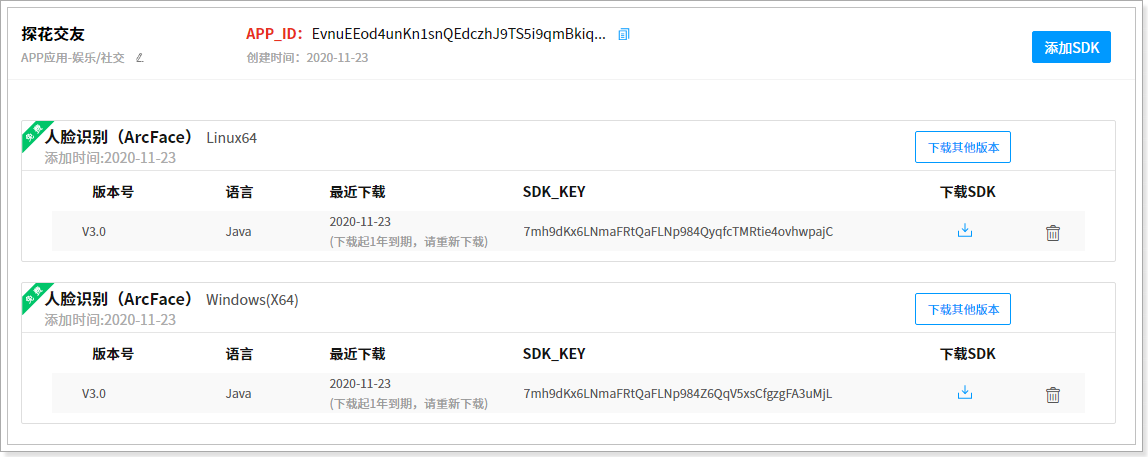 探花交友
APP_ID: EvnuEEod4unKn1snQEdczhJ9TS5i9qmBkiq...
添加SDK
APP应用-娱乐/社交
创建时间：2020-11-23
免费
人脸识别（ArcFace） Linux64
添加时间:2020-11-23
下载其他版本
版本号 语言 最近下载 SDK_KEY 下载SDK
V3.0 Java 2020-11-23 7mh9dKx6LNmaFRtQaFLNp984QyqfcTMRtie4ovhwpajC
(下载起1年到期，请重新下载)
免费
人脸识别（ArcFace） Windows(X64)
添加时间:2020-11-23
下载其他版本
版本号 语言 最近下载 SDK_KEY 下载SDK
V3.0 Java 2020-11-23 7mh9dKx6LNmaFRtQaFLNp984Z6QqV5xsCfgzgFA3uMjL
(下载起1年到期，请重新下载)